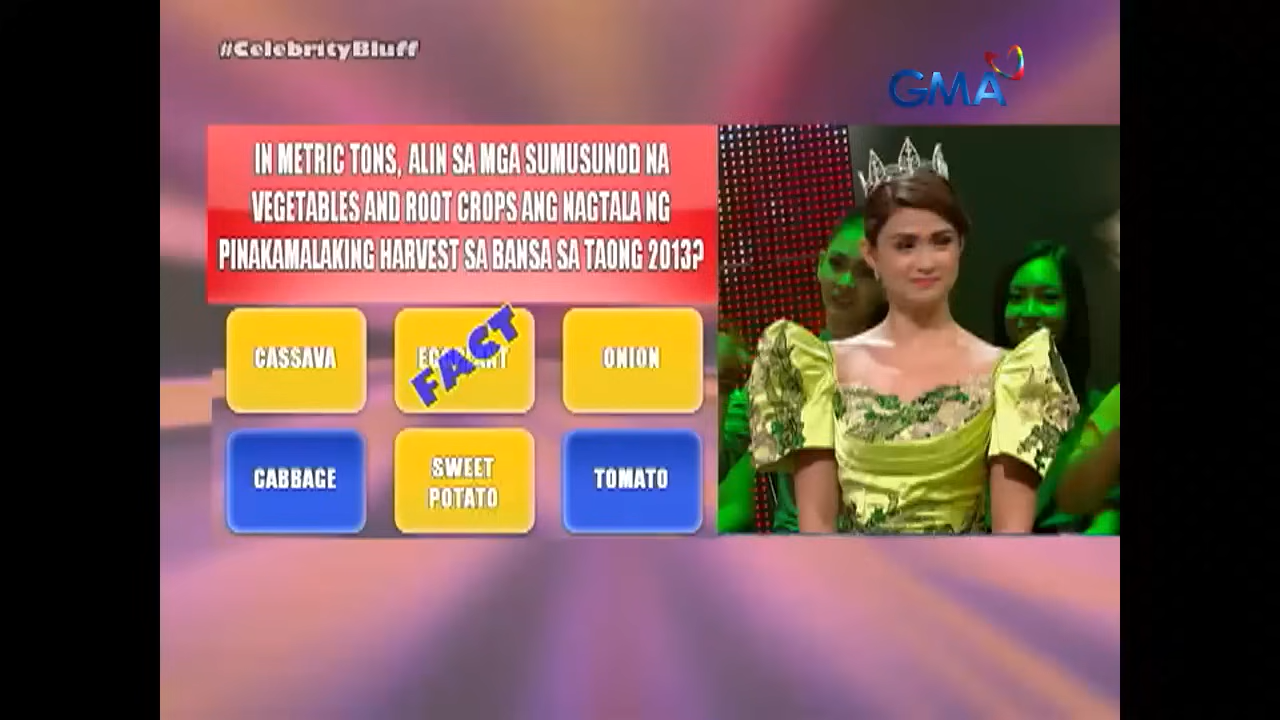 #CelebrityBluff
GMA
IN METRIC TONS, ALIN SA MGA SUMUSUNOD NA
VEGETABLES AND ROOT CROPS ANG NAGTALA NG
PINAKAMALAKING HARVEST SA BANSA SA TAONG 2013?
CASSAVA
FACT
ONION
CABBAGE
SWEET
POTATO
TOMATO